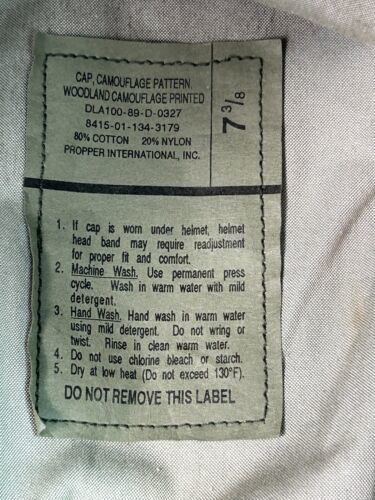 CAP, CAMOUFLAGE PATTERN,
WOODLAND CAMOUFLAGE PRINTED
DLA100-89-D-0327
8415-01-134-3179
80% COTTON 20% NYLON
PROPPER INTERNATIONAL, INC.
7 3/8
1. If cap is worn under helmet, helmet
head band may require readjustment
for proper fit and comfort.
2. Machine Wash. Use permanent press
cycle. Wash in warm water with mild
detergent.
3. Hand Wash. Hand wash in warm water
using mild detergent. Do not wring or
twist. Rinse in clean warm water.
4. Do not use chlorine bleach or starch.
5. Dry at low heat (Do not exceed 130°F).
DO NOT REMOVE THIS LABEL